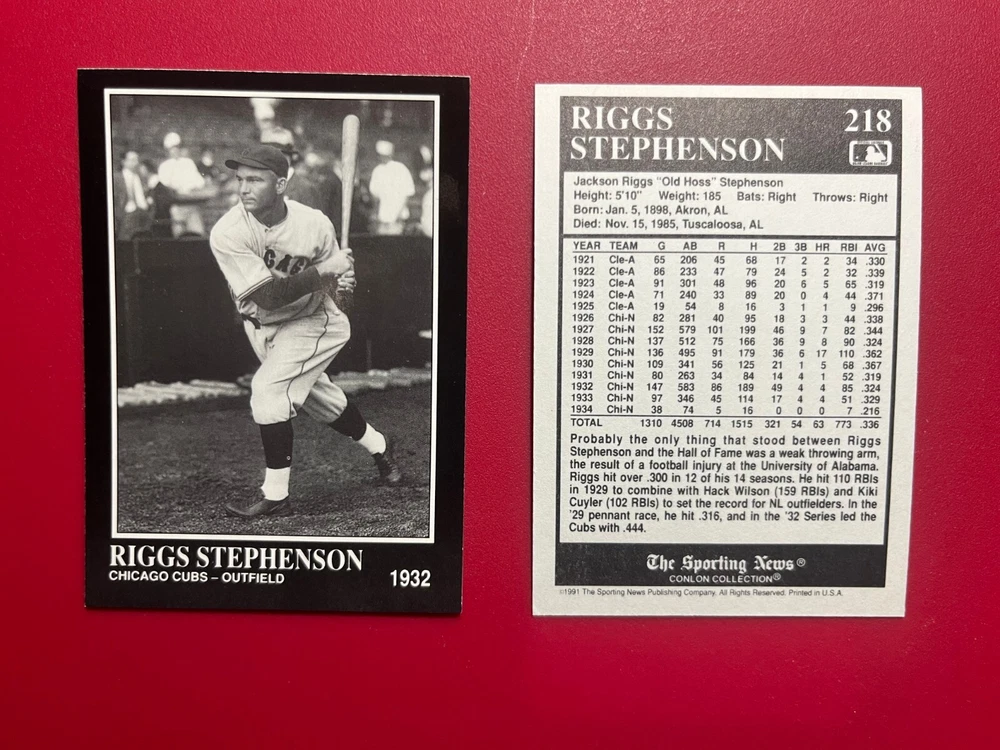 CAG
RIGGS STEPHENSON
CHICAGO CUBS – OUTFIELD
1932
RIGGS
STEPHENSON
218
Jackson Riggs "Old Hoss" Stephenson
Height: 5'10" Weight: 185 Bats: Right Throws: Right
Born: Jan. 5, 1898, Akron, AL
Died: Nov. 15, 1985, Tuscaloosa, AL
YEAR TEAM G AB R H 2B 3B HR RBI AVG
1921 Cle-A 65 206 45 68 17 2 2 34 .330
1922 Cle-A 86 233 47 79 24 5 2 32 .339
1923 Cle-A 91 301 48 96 20 6 5 65 .319
1924 Cle-A 71 240 33 89 20 0 4 44 .371
1925 Cle-A 19 54 8 16 3 1 1 9 .296
1926 Chi-N 82 281 40 95 18 3 3 44 .338
1927 Chi-N 152 579 101 199 46 9 7 82 .344
1928 Chi-N 137 512 75 166 36 9 8 90 .324
1929 Chi-N 136 495 91 179 36 6 17 110 .362
1930 Chi-N 109 341 56 125 21 1 5 68 .367
1931 Chi-N 80 263 34 84 14 4 1 52 .319
1932 Chi-N 147 583 86 189 49 4 4 85 .324
1933 Chi-N 97 346 45 114 17 4 4 51 .329
1934 Chi-N 38 74 5 16 0 0 0 7 .216
TOTAL 1310 4508 714 1515 321 54 63 773 .336
Probably the only thing that stood between Riggs
Stephenson and the Hall of Fame was a weak throwing arm,
the result of a football injury at the University of Alabama.
Riggs hit over .300 in 12 of his 14 seasons. He hit 110 RBIs
in 1929 to combine with Hack Wilson (159 RBIs) and Kiki
Cuyler (102 RBIs) to set the record for NL outfielders. In the
'29 pennant race, he hit .316, and in the '32 Series led the
Cubs with .444.
The Sporting News®
CONLON COLLECTION®
©1991 The Sporting News Publishing Company. All Rights Reserved. Printed in U.S.A.